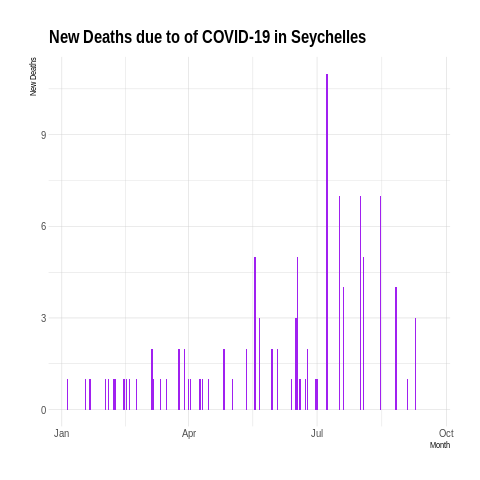 New Deaths due to of COVID-19 in Seychelles
New Deaths
9
6
3
0
Jan Apr Jul Oct
Month